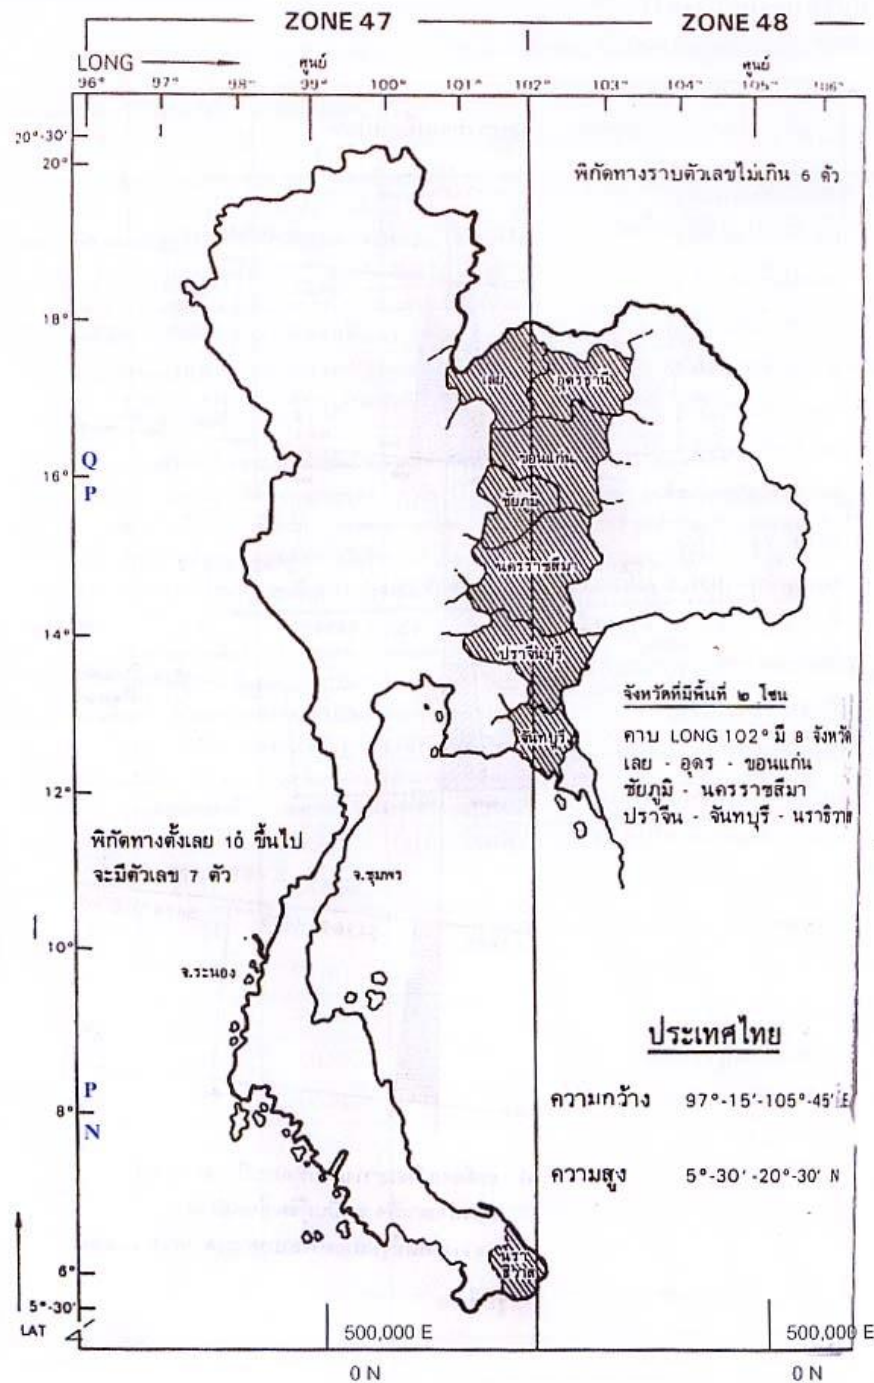 ZONE 47 ZONE 48
LONG
ศูนย์ ศูนย์
96° 97° 98° 99° 100° 101° 102° 103° 104° 105° 106°
20°-30'
20°
พิกัดทางราบตัวเลขไม่เกิน 6 ตัว
18°
เลย อุดรธานี
Q
ขอนแก่น
16°
P
ชัยภูมิ
นครราชสีมา
14°
ปราจีนบุรี
จังหวัดที่มีพื้นที่ ๒ โซน
จันทบุรี
คาบ LONG 102° มี 8 จังหวัด
เลย - อุดร - ขอนแก่น
12°
ชัยภูมิ - นครราชสีมา
ปราจีน - จันทบุรี - นราธิวาส
พิกัดทางตั้งเลย 10° ขึ้นไป
จะมีตัวเลข 7 ตัว
จ.ชุมพร
10°
จ.ระนอง
ประเทศไทย
P
ความกว้าง 97°-15'-105°-45' E
8°
N
ความสูง 5°-30'-20°-30' N
นรา
ธิวาส
6°
5°-30'
LAT
500,000 E 500,000 E
0 N 0 N